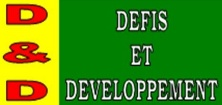 D
&
D
DEFIS
ET
DEVELOPPEMENT